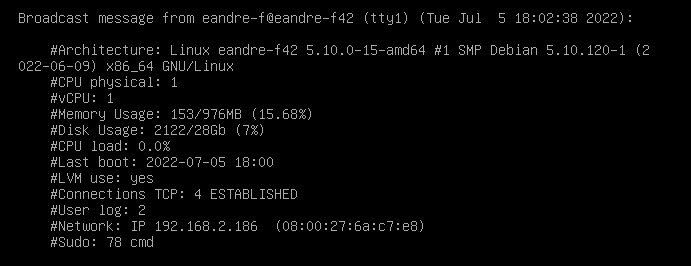 Broadcast message from eandre-f@eandre-f42 (tty1) (Tue Jul  5 18:02:38 2022):
#Architecture: Linux eandre-f42 5.10.0-15-amd64 #1 SMP Debian 5.10.120-1 (2
022-06-09) x86_64 GNU/Linux
#CPU physical: 1
#vCPU: 1
#Memory Usage: 153/976MB (15.68%)
#Disk Usage: 2122/28Gb (7%)
#CPU load: 0.0%
#Last boot: 2022-07-05 18:00
#LVM use: yes
#Connections TCP: 4 ESTABLISHED
#User log: 2
#Network: IP 192.168.2.186  (08:00:27:6a:c7:e8)
#Sudo: 78 cmd